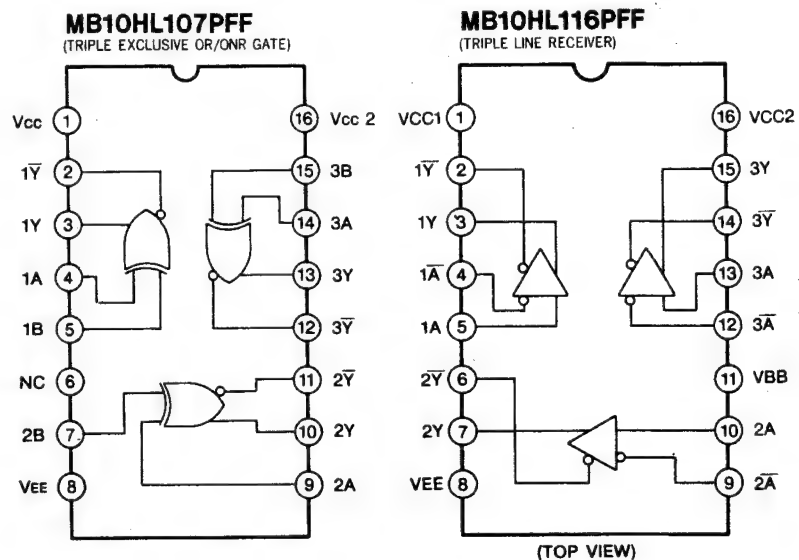 MB10HL107PFF
(TRIPLE EXCLUSIVE OR/ONR GATE)
Vcc 1
1Y̅ 2
1Y 3
1A 4
1B 5
NC 6
2B 7
VEE 8
16 Vcc 2
15 3B
14 3A
13 3Y
12 3Y̅
11 2Y̅
10 2Y
9 2A
MB10HL116PFF
(TRIPLE LINE RECEIVER)
VCC1 1
1Y̅ 2
1Y 3
1A̅ 4
1A 5
2Y̅ 6
2Y 7
VEE 8
16 VCC2
15 3Y
14 3Y̅
13 3A
12 3A̅
11 VBB
10 2A
9 2A̅
(TOP VIEW)